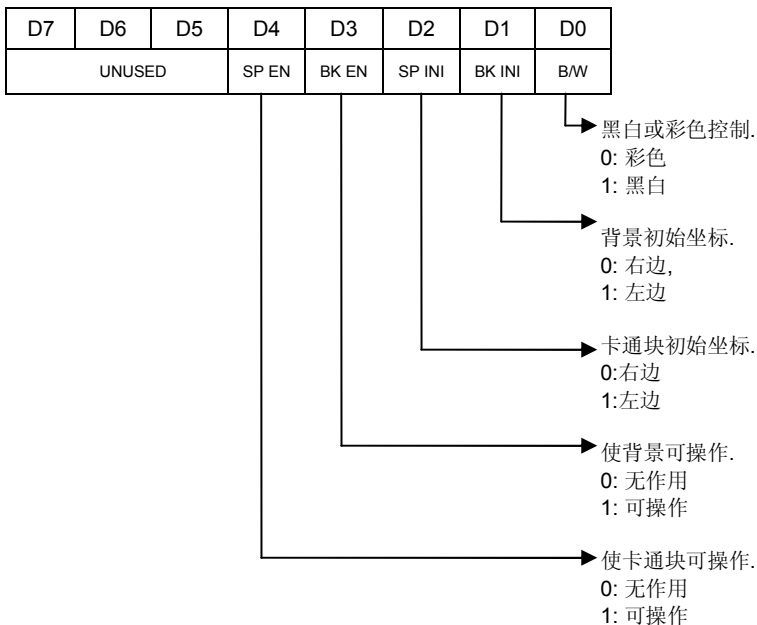 D7 D6 D5 D4 D3 D2 D1 D0
UNUSED SP EN BK EN SP INI BK INI B/W
黑白或彩色控制.
0: 彩色
1: 黑白
背景初始坐标.
0: 右边,
1: 左边
卡通块初始坐标.
0:右边
1:左边
使背景可操作.
0: 无作用
1: 可操作
使卡通块可操作.
0: 无作用
1: 可操作